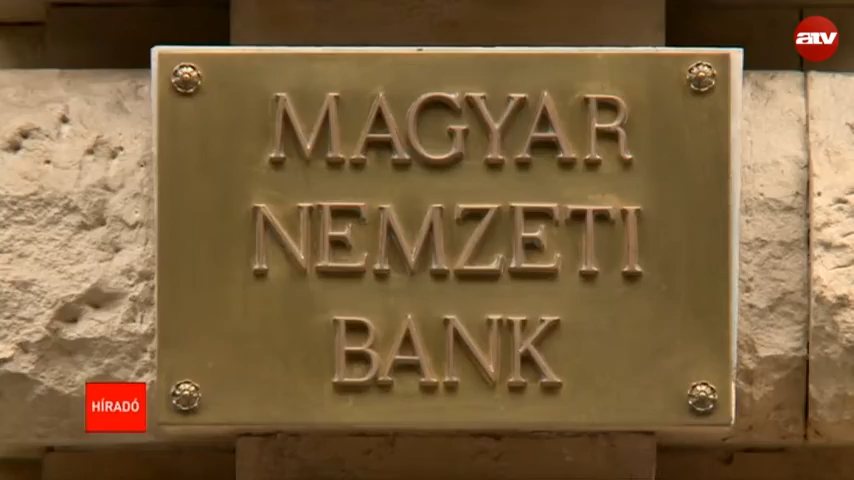 atv
MAGYAR
NEMZETI
BANK
HÍRADÓ